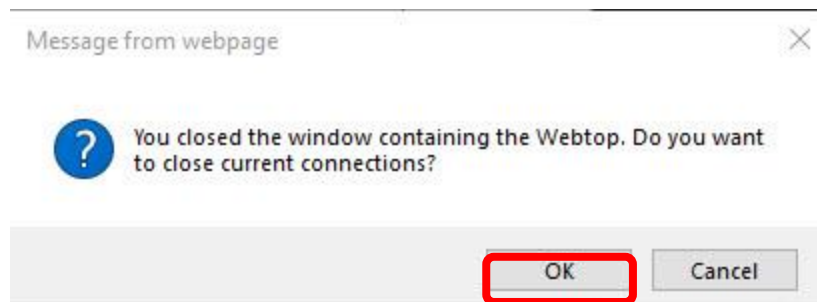 Message from webpage
You closed the window containing the Webtop. Do you want
to close current connections?
OK
Cancel